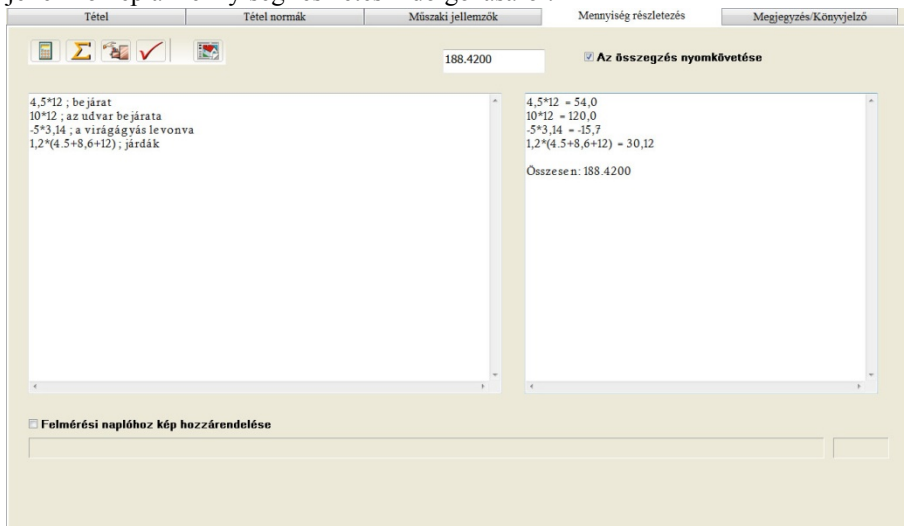 Tétel Tétel normák Műszaki jellemzők Mennyiség részletezés Megjegyzés/Könyvjelző
188.4200 Az összegzés nyomkövetése
4,5*12 ; bejárat
10*12 ; az udvar bejárata
-5*3,14 ; a virágágyás levonva
1,2*(4.5+8,6+12) ; járdák
4,5*12 = 54,0
10*12 = 120,0
-5*3,14 = -15,7
1,2*(4.5+8,6+12) = 30,12
Összesen: 188.4200
Felmérési naplóhoz kép hozzárendelése